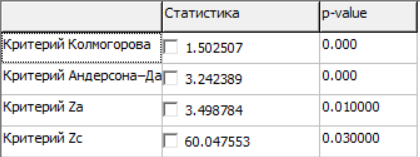 Статистика p-value
Критерий Колмогорова 1.502507 0.000
Критерий Андерсона-Да 3.242389 0.000
Критерий Za 3.498784 0.010000
Критерий Zc 60.047553 0.030000